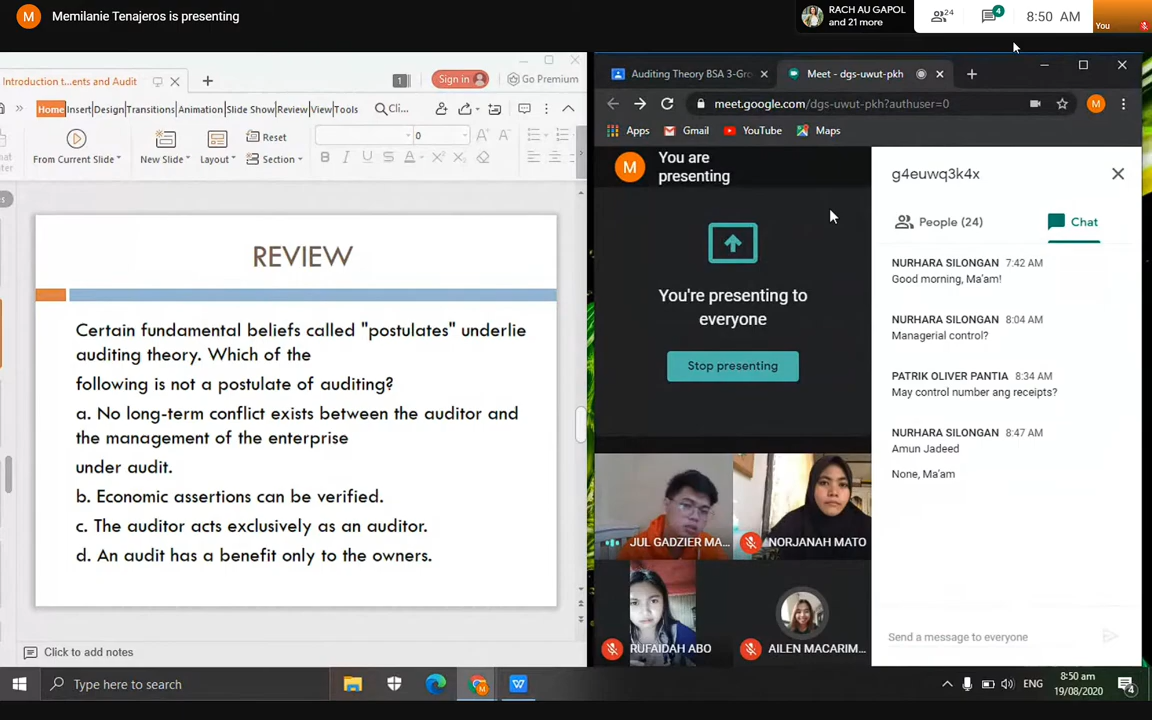 M Memilanie Tenajeros is presenting
RACH AU GAPOL
and 21 more
24
4
8:50 AM
You
Introduction t...ents and Audit
1
Sign in
Go Premium
Home Insert Design Transitions Animation Slide Show Review View Tools
Cli...
From Current Slide
New Slide
Layout
Reset
Section
0
B I U S A X² X₂
REVIEW
Certain fundamental beliefs called "postulates" underlie
auditing theory. Which of the
following is not a postulate of auditing?
a. No long-term conflict exists between the auditor and
the management of the enterprise
under audit.
b. Economic assertions can be verified.
c. The auditor acts exclusively as an auditor.
d. An audit has a benefit only to the owners.
Click to add notes
Auditing Theory BSA 3-Gro
Meet - dgs-uwut-pkh
meet.google.com/dgs-uwut-pkh?authuser=0
M
Apps
Gmail
YouTube
Maps
M
You are
presenting
You're presenting to
everyone
Stop presenting
JUL GADZIER MA...
NORJANAH MATO
RUFAIDAH ABO
AILEN MACARIM...
g4euwq3k4x
People (24)
Chat
NURHARA SILONGAN 7:42 AM
Good morning, Ma'am!
NURHARA SILONGAN 8:04 AM
Managerial control?
PATRIK OLIVER PANTIA 8:34 AM
May control number ang receipts?
NURHARA SILONGAN 8:47 AM
Amun Jadeed
None, Ma'am
Send a message to everyone
Type here to search
ENG
8:50 am
19/08/2020
4